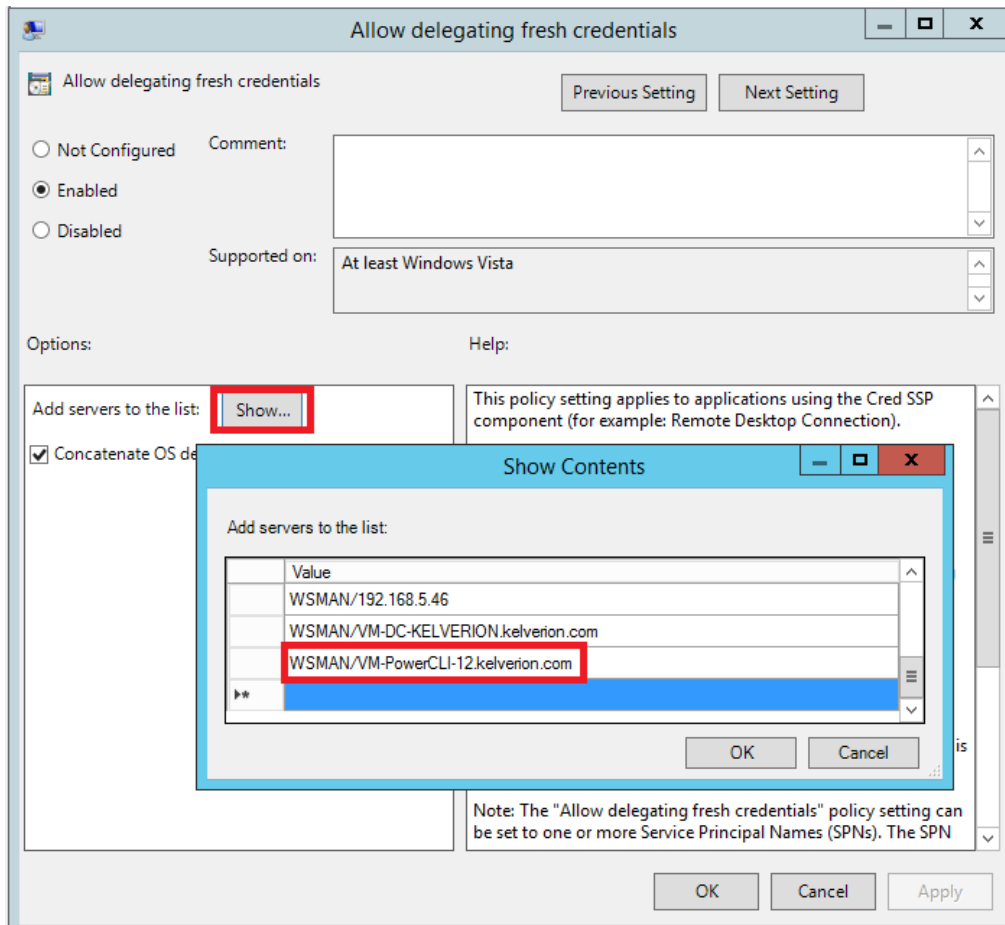 Allow delegating fresh credentials
Allow delegating fresh credentials
Previous Setting
Next Setting
Not Configured
Comment:
Enabled
Disabled
Supported on:
At least Windows Vista
Options:
Help:
Add servers to the list:
Show...
This policy setting applies to applications using the Cred SSP
component (for example: Remote Desktop Connection).
Concatenate OS de
Show Contents
Add servers to the list:
Value
WSMAN/192.168.5.46
WSMAN/VM-DC-KELVERION.kelverion.com
WSMAN/VM-PowerCLI-12.kelverion.com
OK
Cancel
is
Note: The "Allow delegating fresh credentials" policy setting can
be set to one or more Service Principal Names (SPNs). The SPN
OK
Cancel
Apply